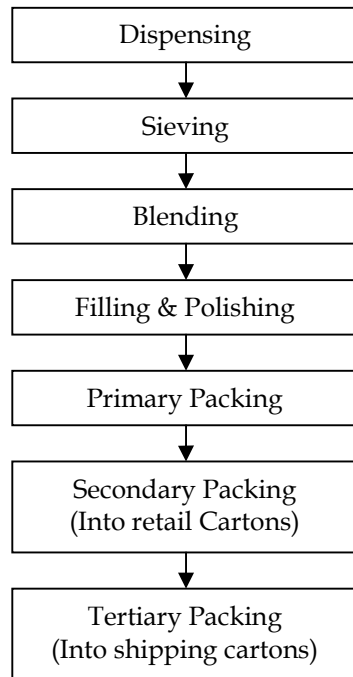 Dispensing
Sieving
Blending
Filling & Polishing
Primary Packing
Secondary Packing
(Into retail Cartons)
Tertiary Packing
(Into shipping cartons)